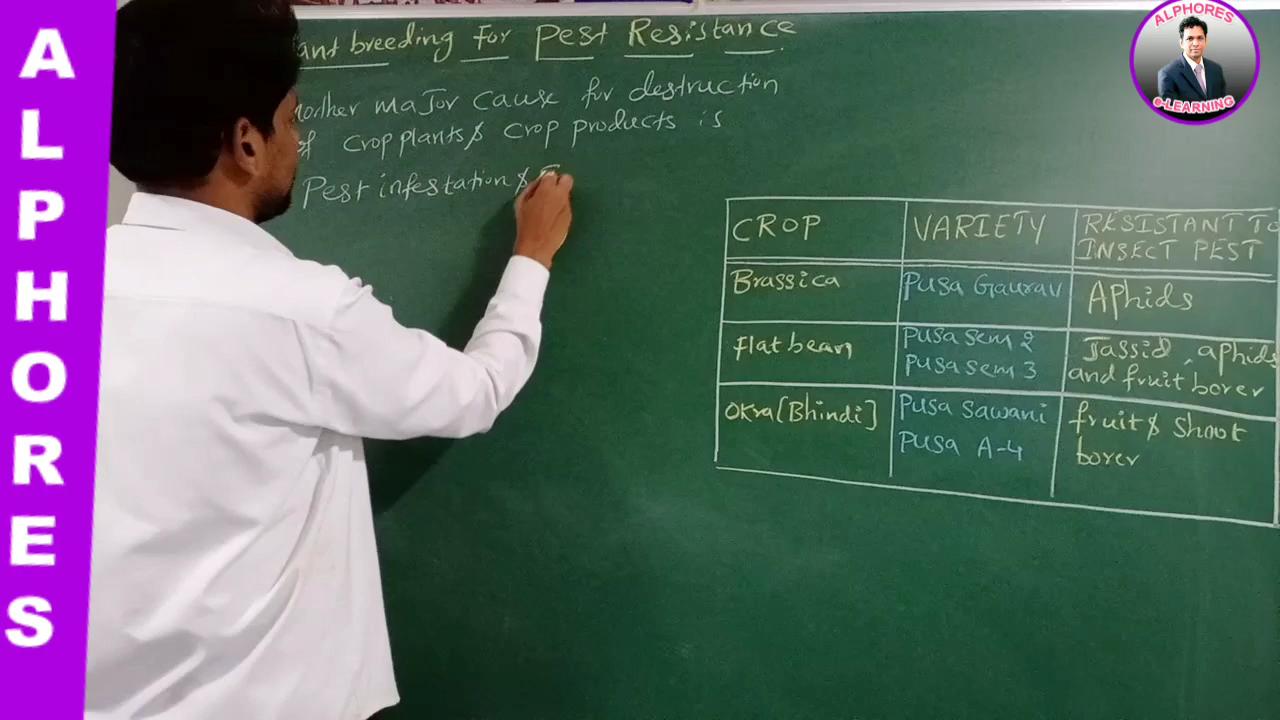 ALPHORES
ant breeding For Pest Resistance
nother major cause for destruction
of crop plants & crop products is
Pest infestation &
CROP VARIETY RESISTANT TO INSECT PEST
Brassica Pusa Gaurav Aphids
flat bean Pusa sem 2 Pusa sem 3 Jassid, aphids and fruit borer
Okra [Bhindi] Pusa Sawani Pusa A-4 fruit & Shoot borer
ALPHORES
e-LEARNING